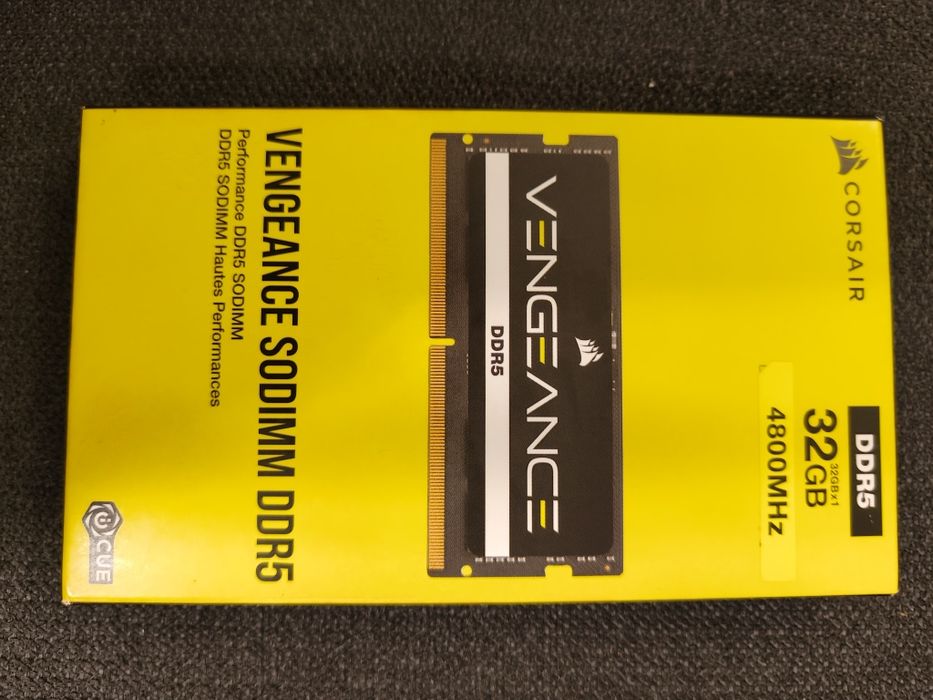 CORSAIR
DDR5
32GB
32GBx1
4800MHz
VENGEANCE
DDR5
VENGEANCE SODIMM DDR5
Performance DDR5 SODIMM
DDR5 SODIMM Hautes Performances
iCUE